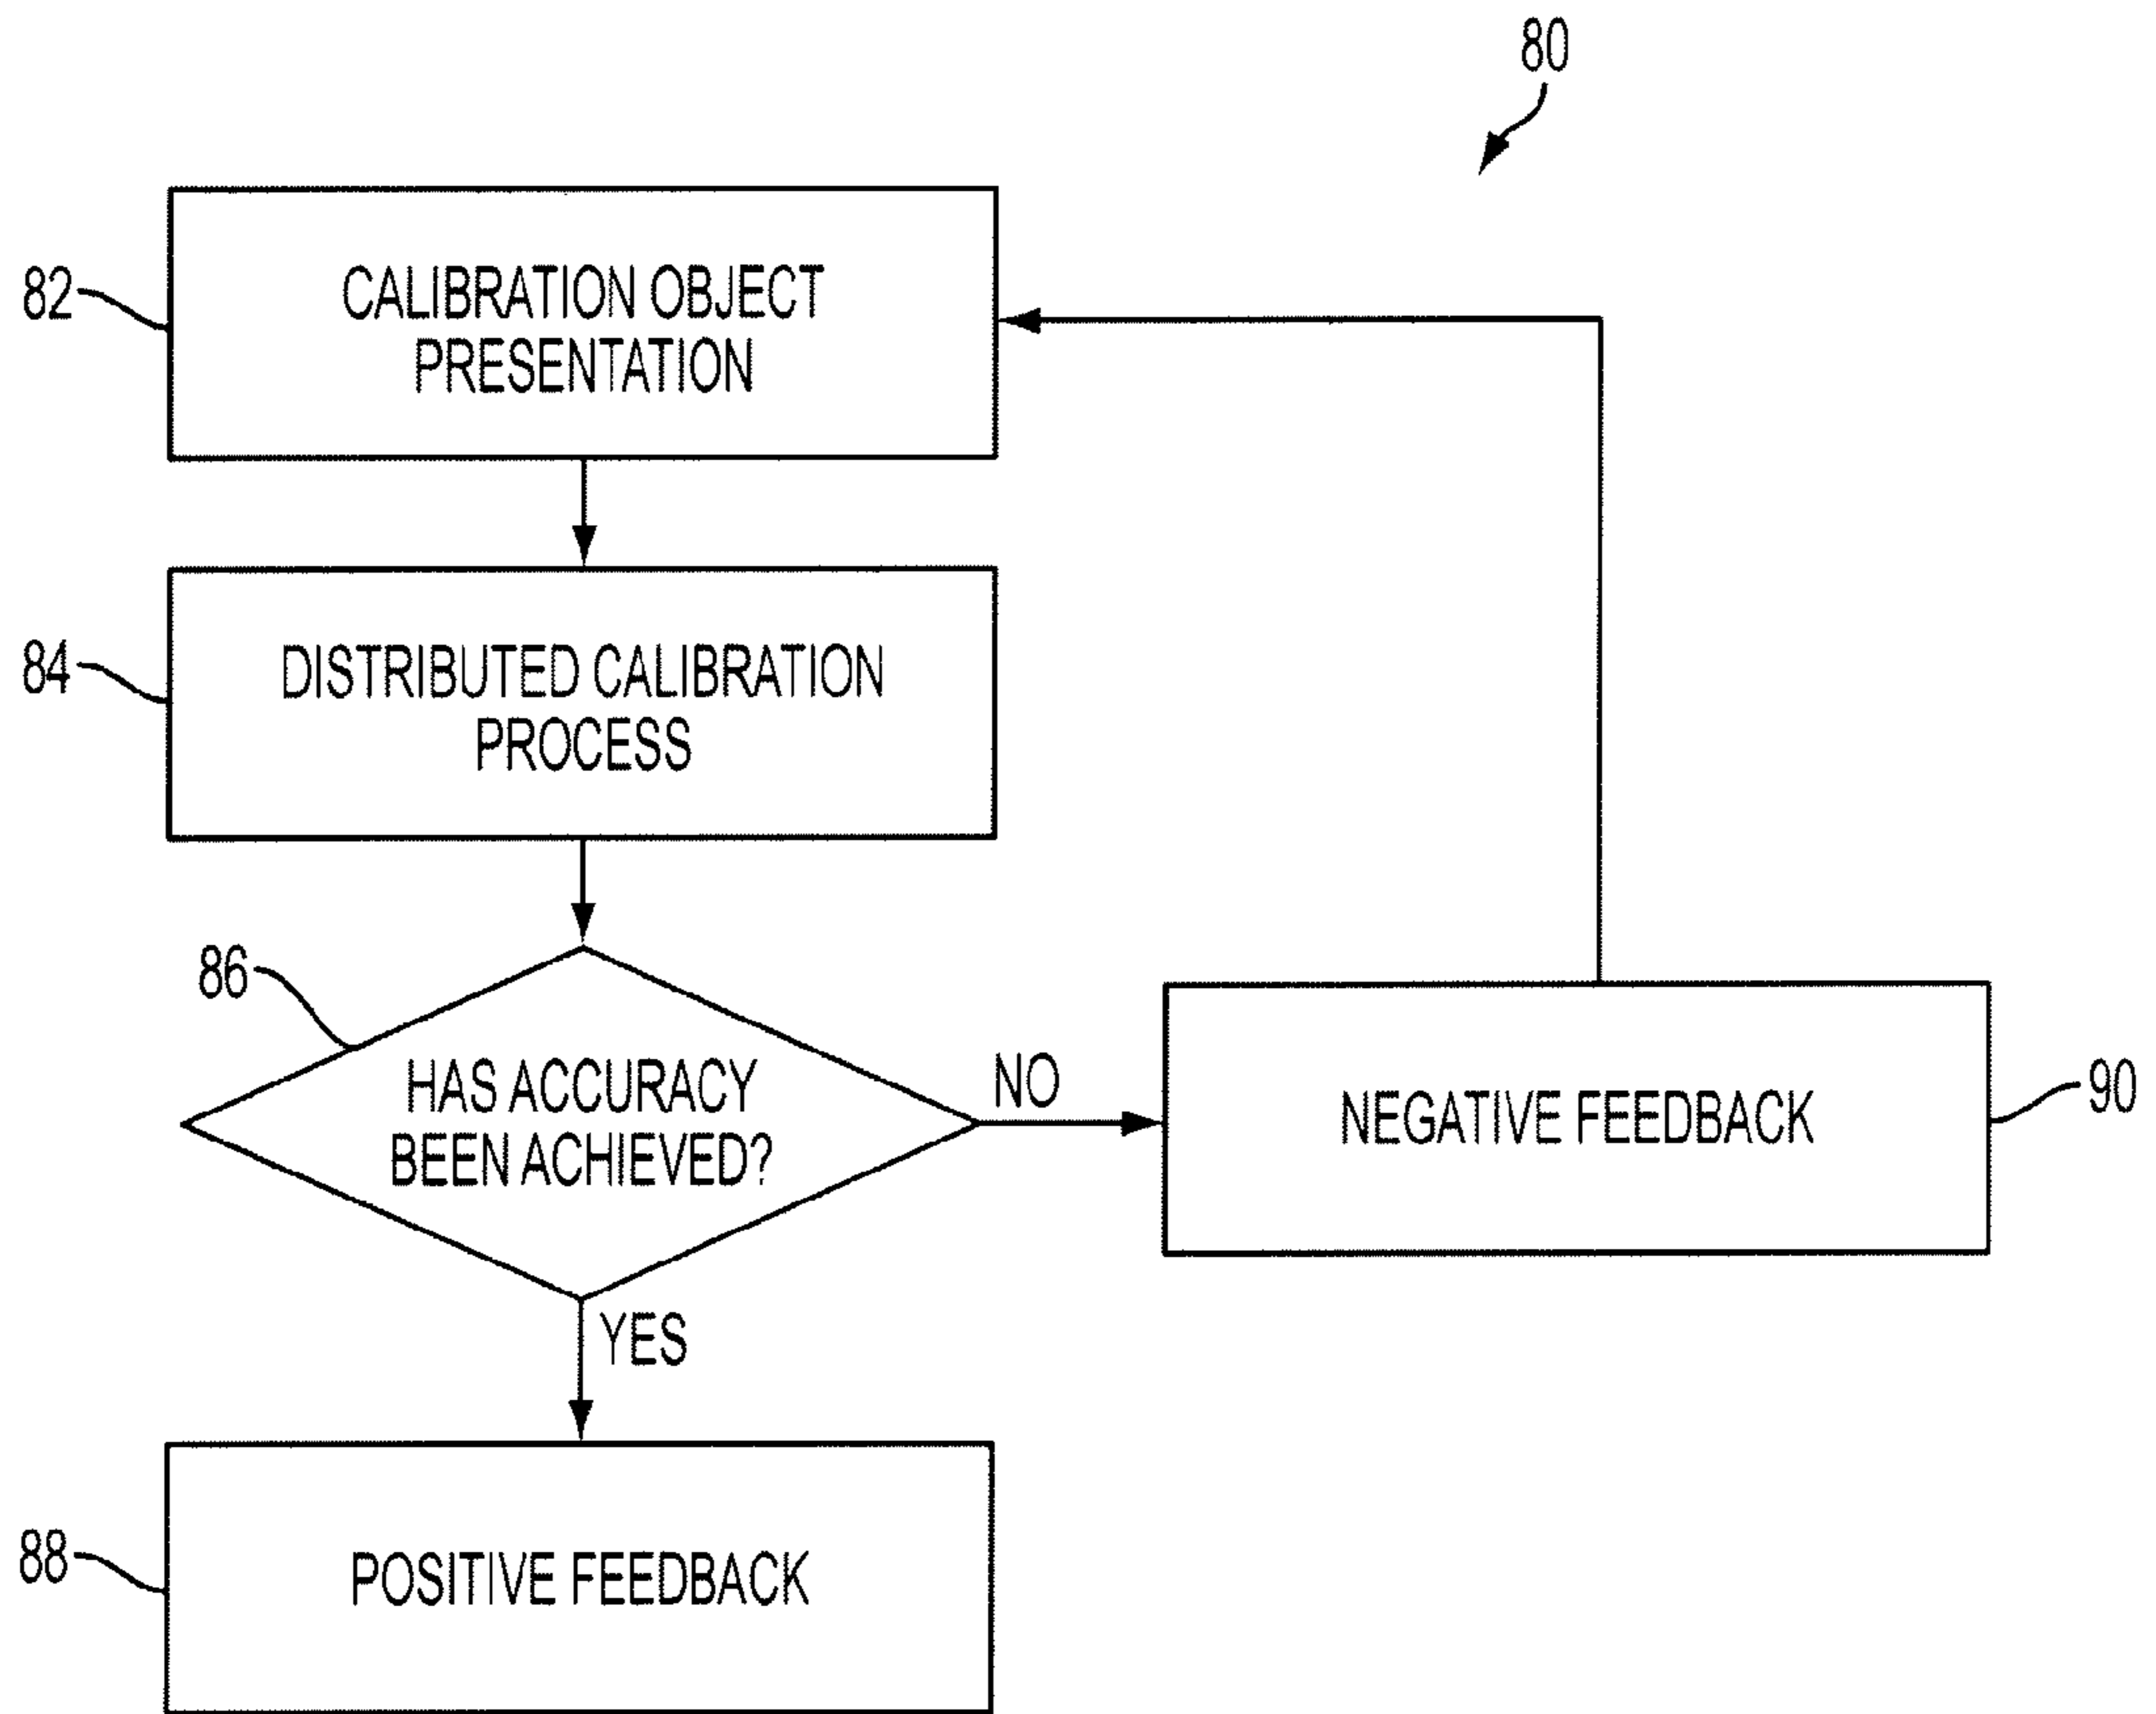 80
82
CALIBRATION OBJECT
PRESENTATION
84
DISTRIBUTED CALIBRATION
PROCESS
86
HAS ACCURACY
BEEN ACHIEVED?
NO
NEGATIVE FEEDBACK
90
YES
88
POSITIVE FEEDBACK